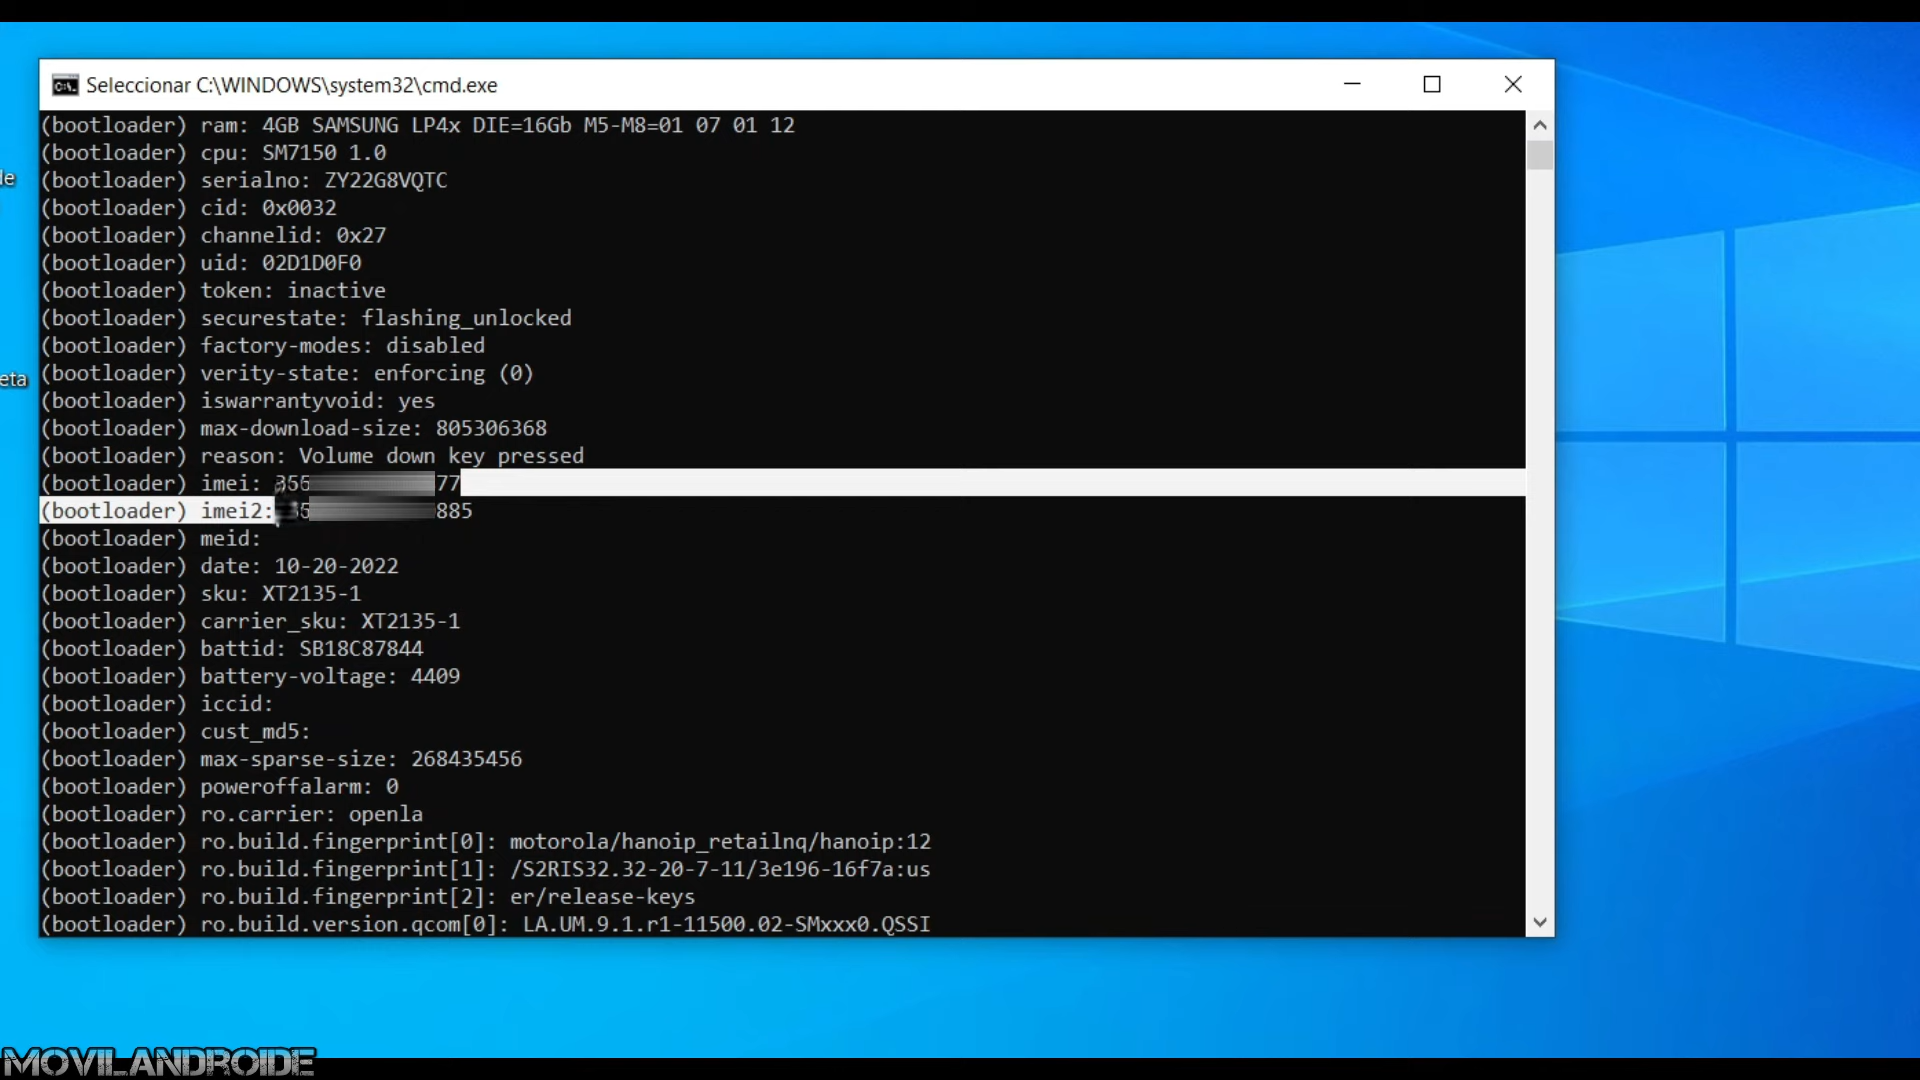 Seleccionar C:\WINDOWS\system32\cmd.exe
(bootloader) ram: 4GB SAMSUNG LP4x DIE=16Gb M5-M8=01 07 01 12
(bootloader) cpu: SM7150 1.0
de
(bootloader) serialno: ZY22G8VQTC
(bootloader) cid: 0x0032
(bootloader) channelid: 0x27
(bootloader) uid: 02D1D0F0
(bootloader) token: inactive
(bootloader) securestate: flashing_unlocked
(bootloader) factory-modes: disabled
eta
(bootloader) verity-state: enforcing (0)
(bootloader) iswarrantyvoid: yes
(bootloader) max-download-size: 805306368
(bootloader) reason: Volume down key pressed
(bootloader) imei: 77
(bootloader) imei2: 885
(bootloader) meid:
(bootloader) date: 10-20-2022
(bootloader) sku: XT2135-1
(bootloader) carrier_sku: XT2135-1
(bootloader) battid: SB18C87844
(bootloader) battery-voltage: 4409
(bootloader) iccid:
(bootloader) cust_md5:
(bootloader) max-sparse-size: 268435456
(bootloader) poweroffalarm: 0
(bootloader) ro.carrier: openla
(bootloader) ro.build.fingerprint[0]: motorola/hanoip_retailnq/hanoip:12
(bootloader) ro.build.fingerprint[1]: /S2RIS32.32-20-7-11/3e196-16f7a:us
(bootloader) ro.build.fingerprint[2]: er/release-keys
(bootloader) ro.build.version.qcom[0]: LA.UM.9.1.r1-11500.02-SMxxx0.QSSI
MOVILANDROIDE